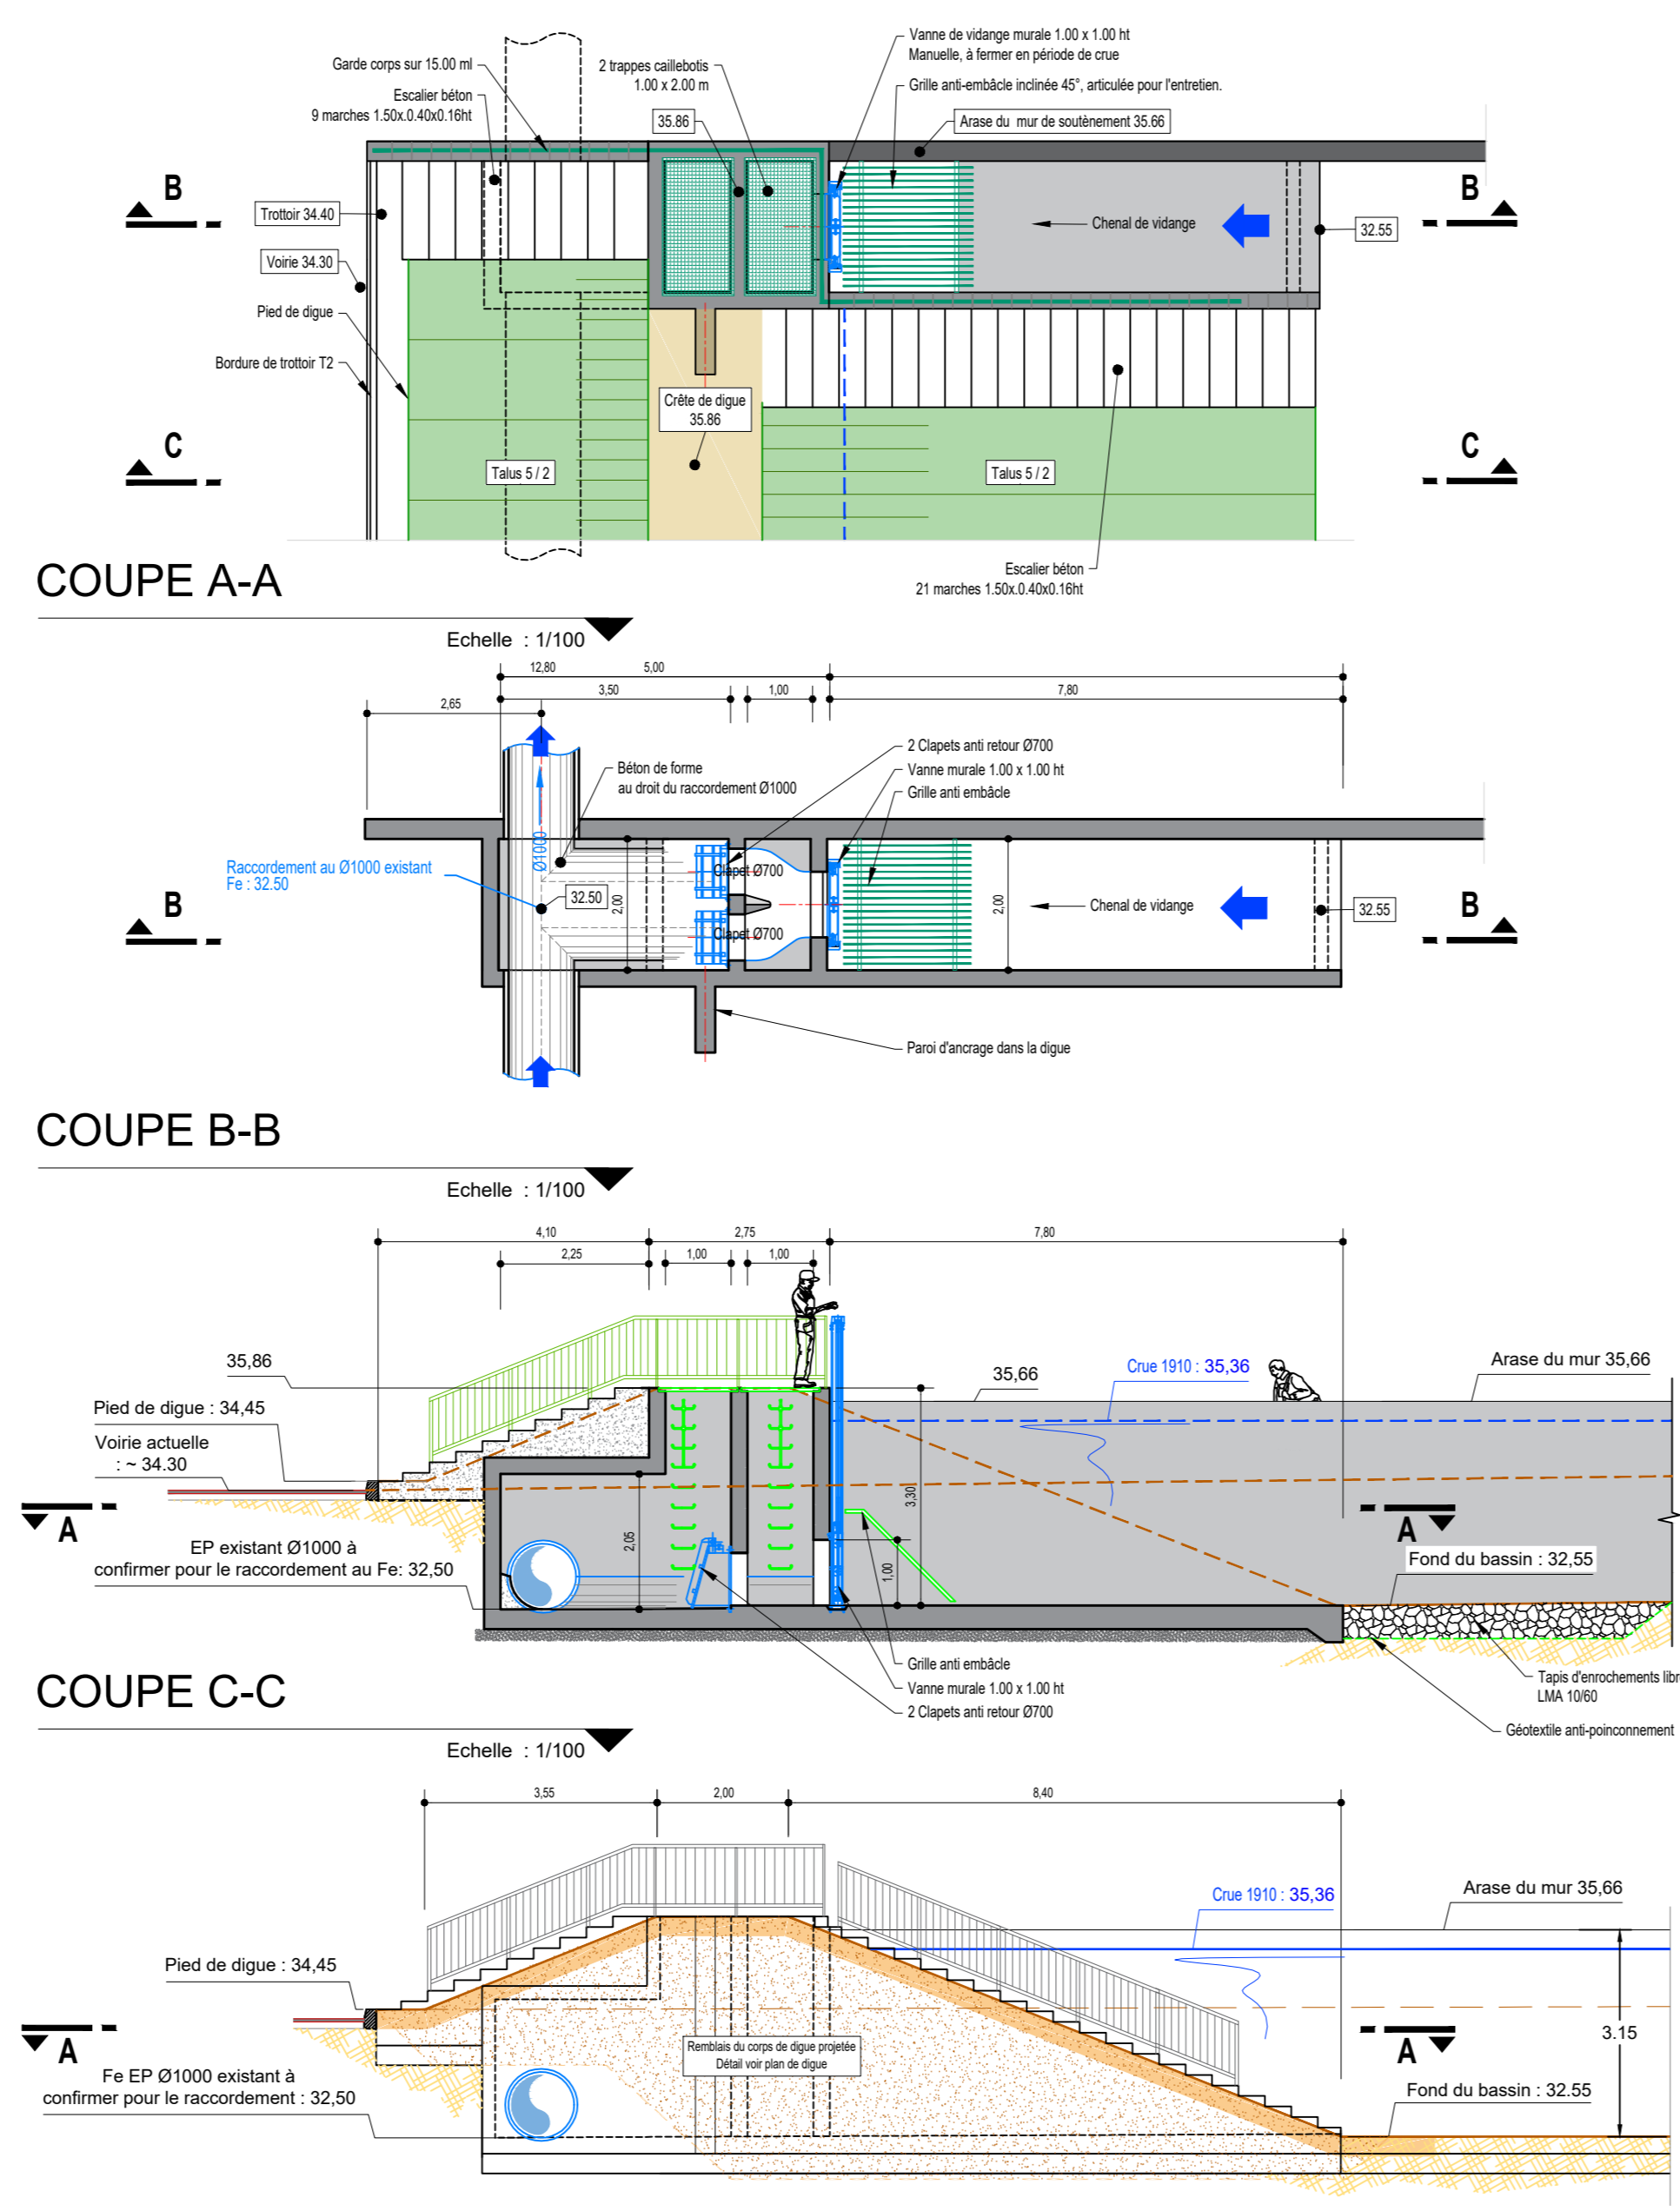 Vanne de vidange murale 1.00 x 1.00 ht
Manuelle, à fermer en période de crue
Garde corps sur 15.00 ml
2 trappes caillebotis
1.00 x 2.00 m
Grille anti-embâcle inclinée 45°, articulée pour l'entretien.
Escalier béton
9 marches 1.50x.0.40x0.16ht
35.86
Arase du mur de soutènement 35.66
B
B
Trottoir 34.40
Chenal de vidange
32.55
Voirie 34.30
Pied de digue
Bordure de trottoir T2
Crête de digue
35.86
C
C
Talus 5 / 2
Talus 5 / 2
Escalier béton
21 marches 1.50x.0.40x0.16ht
COUPE A-A
Echelle : 1/100
12,80
5,00
3,50
1,00
7,80
2,65
2 Clapets anti retour Ø700
Vanne murale 1.00 x 1.00 ht
Grille anti embâcle
Béton de forme
au droit du raccordement Ø1000
Ø1000
Raccordement au Ø1000 existant
Fe : 32.50
Clapet Ø700
32.50
2,00
2,00
Chenal de vidange
32.55
B
B
Clapet Ø700
Paroi d'ancrage dans la digue
COUPE B-B
Echelle : 1/100
4,10
2,75
7,80
2,25
1,00
1,00
35,86
35,66
Crue 1910 : 35,36
Arase du mur 35,66
Pied de digue : 34,45
Voirie actuelle
: ~ 34.30
3,30
2,05
1,00
A
A
EP existant Ø1000 à
confirmer pour le raccordement au Fe: 32,50
Fond du bassin : 32,55
Grille anti embâcle
Vanne murale 1.00 x 1.00 ht
2 Clapets anti retour Ø700
Tapis d'enrochements libr
LMA 10/60
Géotextile anti-poinconnement
COUPE C-C
Echelle : 1/100
3,55
2,00
8,40
Crue 1910 : 35,36
Arase du mur 35,66
Pied de digue : 34,45
3.15
A
A
Remblais du corps de digue projetée
Détail voir plan de digue
Fe EP Ø1000 existant à
confirmer pour le raccordement : 32,50
Fond du bassin : 32.55